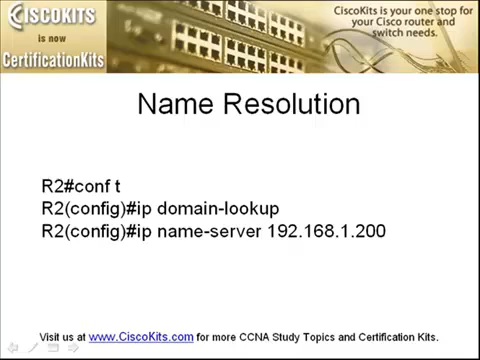 CISCOKITS
is now
CertificationKits
CiscoKits is your one stop for
your Cisco router and
switch needs.
Name Resolution
R2#conf t
R2(config)#ip domain-lookup
R2(config)#ip name-server 192.168.1.200
Visit us at www.CiscoKits.com for more CCNA Study Topics and Certification Kits.